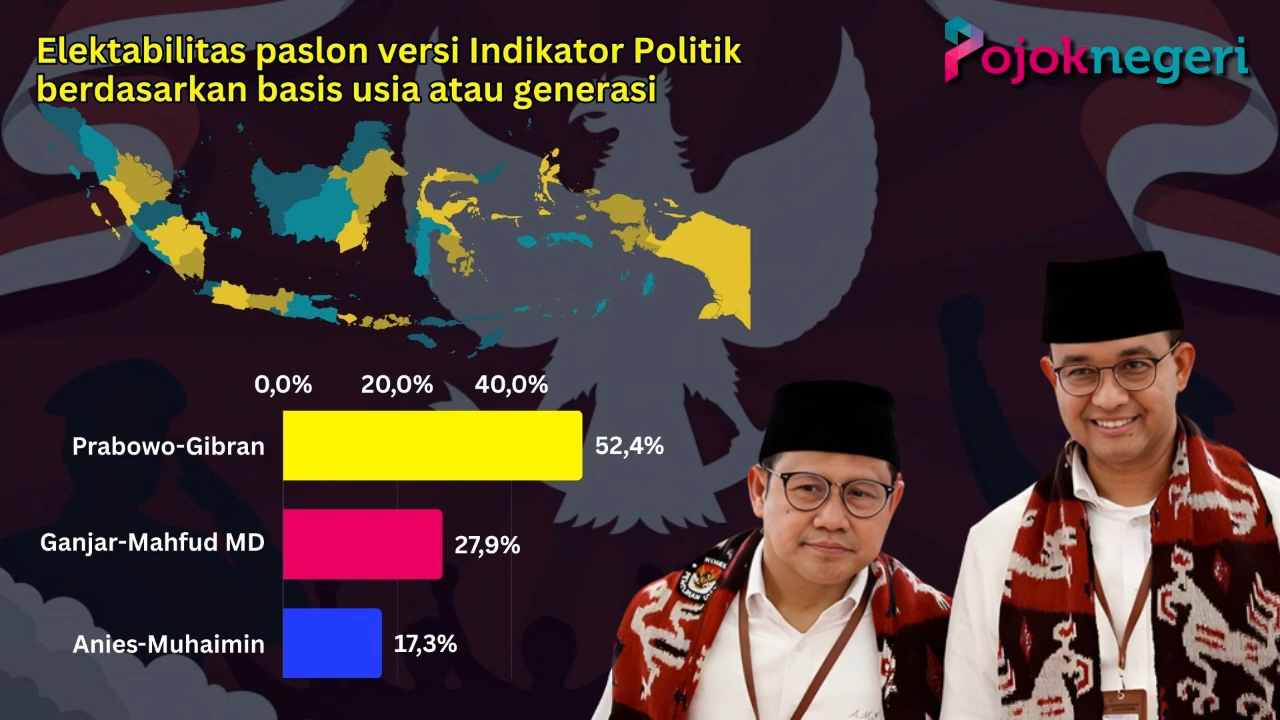 Elektabilitas paslon versi Indikator Politik
berdasarkan basis usia atau generasi
Pojoknegeri
0,0% 20,0% 40,0%
Prabowo-Gibran 52,4%
Ganjar-Mahfud MD 27,9%
Anies-Muhaimin 17,3%